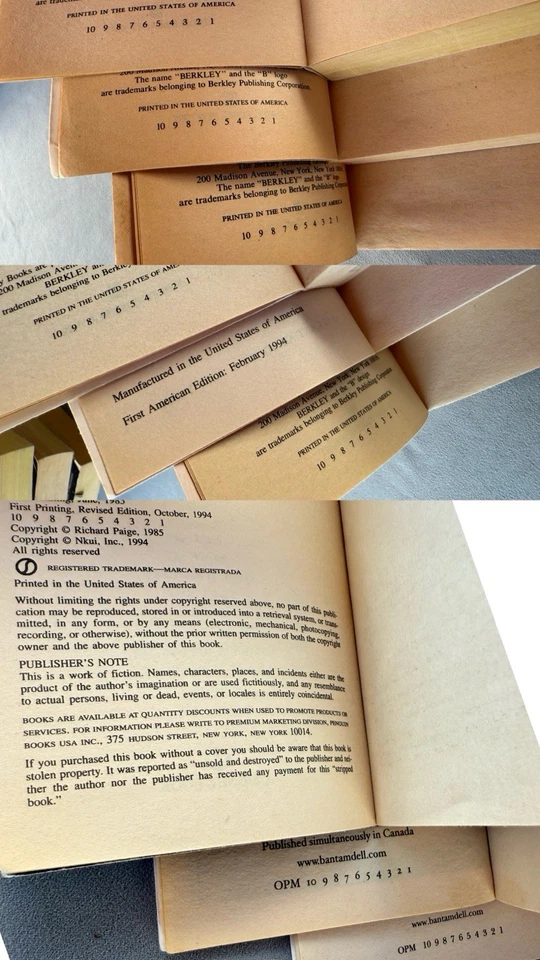 are trademarks
PRINTED IN THE UNITED STATES OF AMERICA
10 9 8 7 6 5 4 3 2 1
The name "BERKLEY" and the "B" logo
are trademarks belonging to Berkley Publishing Corporation.
PRINTED IN THE UNITED STATES OF AMERICA
10 9 8 7 6 5 4 3 2 1
200 Madison Avenue, New York, New York
The name "BERKLEY" and the "B" logo
are trademarks belonging to Berkley Publishing
PRINTED IN THE UNITED STATES OF AMERICA
10 9 8 7 6 5 4 3 2 1
y Books are
200 Madison
BERKLEY
trademarks belonging to
PRINTED IN THE UNITED STATES OF
10 9 8 7 6 5 4 3 2 1
Manufactured in the United States of America
First American Edition: February 1994
200 Madison Avenue, New York, New York
BERKLEY and the "B" design
are trademarks belonging to Berkley Publishing Corporation
PRINTED IN THE UNITED STATES OF AMERICA
10 9 8 7 6 5 4 3 2 1
First Printing, Revised Edition, October, 1994
10 9 8 7 6 5 4 3 2 1
Copyright © Richard Paige, 1985
Copyright © Nkui, Inc., 1994
All rights reserved
REGISTERED TRADEMARK—MARCA REGISTRADA
Printed in the United States of America
Without limiting the rights under copyright reserved above, no part of this publi-
cation may be reproduced, stored in or introduced into a retrieval system, or trans-
mitted, in any form, or by any means (electronic, mechanical, photocopying,
recording, or otherwise), without the prior written permission of both the copyright
owner and the above publisher of this book.
PUBLISHER'S NOTE
This is a work of fiction. Names, characters, places, and incidents either are the
product of the author's imagination or are used fictitiously, and any resemblance
to actual persons, living or dead, events, or locales is entirely coincidental.
BOOKS ARE AVAILABLE AT QUANTITY DISCOUNTS WHEN USED TO PROMOTE PRODUCTS OR
SERVICES. FOR INFORMATION PLEASE WRITE TO PREMIUM MARKETING DIVISION, PENGUIN
BOOKS USA INC., 375 HUDSON STREET, NEW YORK, NEW YORK 10014.
If you purchased this book without a cover you should be aware that this book is
stolen property. It was reported as "unsold and destroyed" to the publisher and nei-
ther the author nor the publisher has received any payment for this "stripped
book."
Published simultaneously in Canada
www.bantamdell.com
OPM 10 9 8 7 6 5 4 3 2 1
www.bantamdell.com
OPM 10 9 8 7 6 5 4 3 2 1